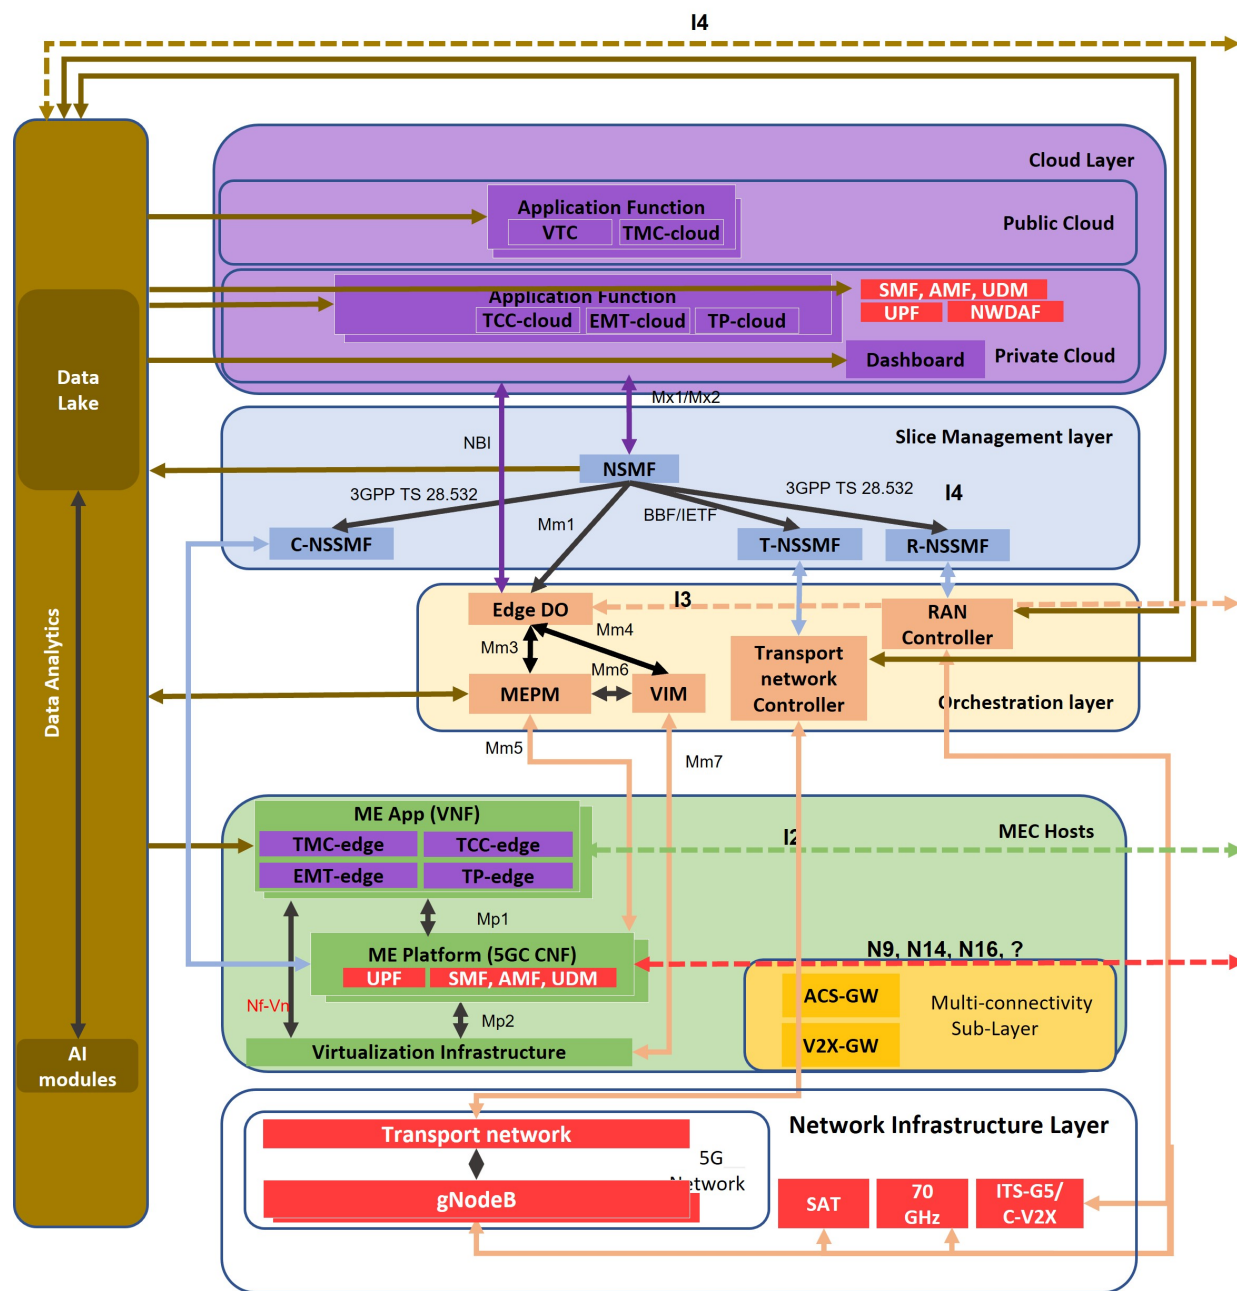 I4
Cloud Layer
Application Function
VTC
TMC-cloud
Public Cloud
Application Function
TCC-cloud
EMT-cloud
TP-cloud
SMF, AMF, UDM
UPF
NWDAF
Dashboard
Private Cloud
Data
Lake
Data Analytics
AI
modules
Mx1/Mx2
NBI
Slice Management layer
NSMF
3GPP TS 28.532
3GPP TS 28.532
I4
Mm1
BBF/IETF
C-NSSMF
T-NSSMF
R-NSSMF
Edge DO
I3
RAN
Controller
Mm4
Mm3
Mm6
Transport
network
Controller
MEPM
VIM
Orchestration layer
Mm5
Mm7
ME App (VNF)
MEC Hosts
TMC-edge
TCC-edge
I2
EMT-edge
TP-edge
Mp1
ME Platform (5GC CNF)
N9, N14, N16, ?
UPF
SMF, AMF, UDM
ACS-GW
Multi-connectivity
Sub-Layer
Nf-Vn
Mp2
V2X-GW
Virtualization Infrastructure
Network Infrastructure Layer
Transport network
5G
Network
gNodeB
SAT
70
GHz
ITS-G5/
C-V2X